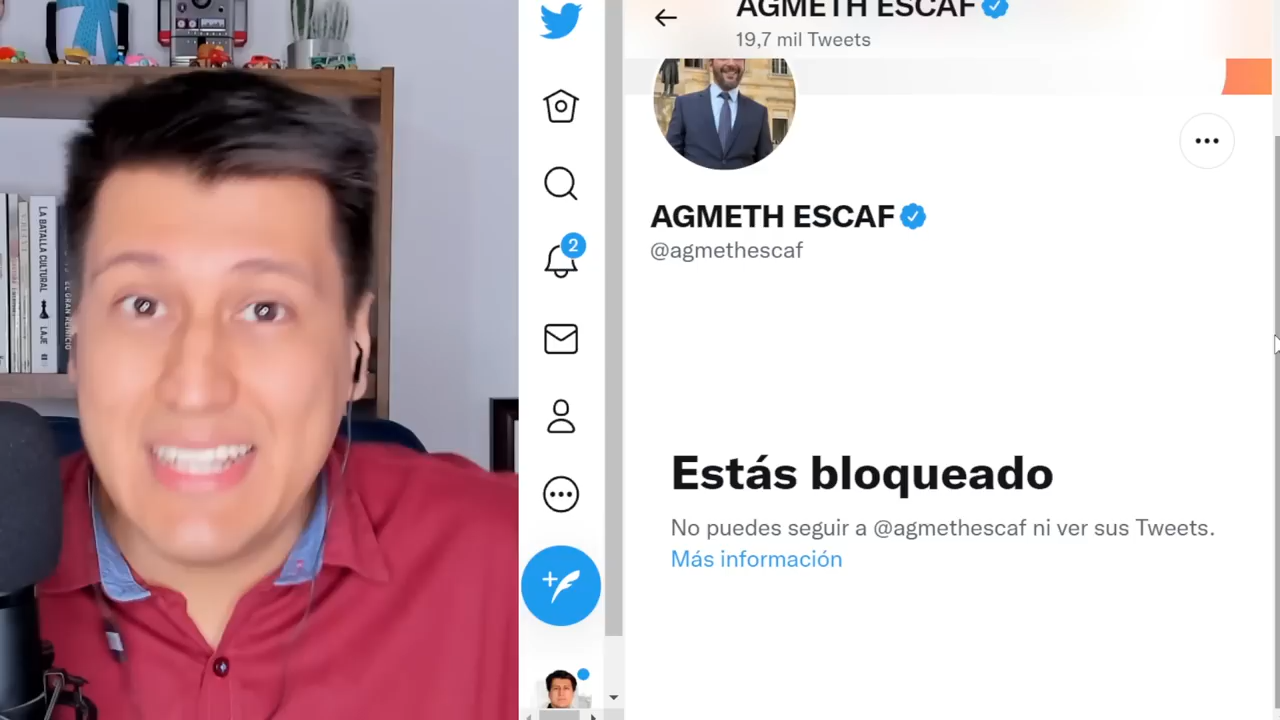 LA BATALLA CULTURAL
LAJE
EL GRAN REINICIO
2
AGMETH ESCAF
19,7 mil Tweets
AGMETH ESCAF
@agmethescaf
Estás bloqueado
No puedes seguir a @agmethescaf ni ver sus Tweets.
Más información